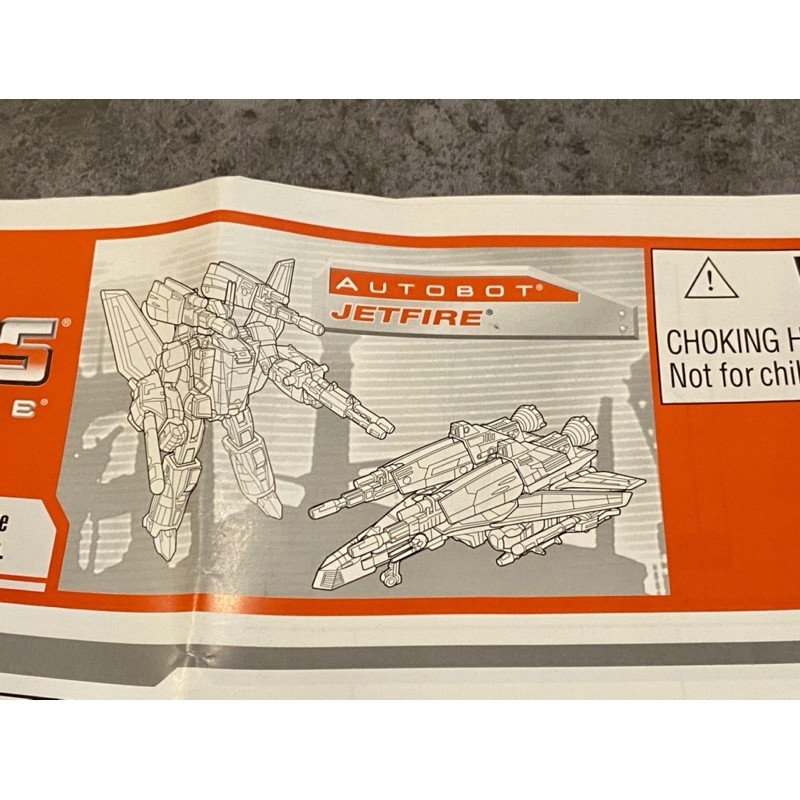 AUTOBOT®
JETFIRE®
S®
E®
e
.
CHOKING H
Not for chil